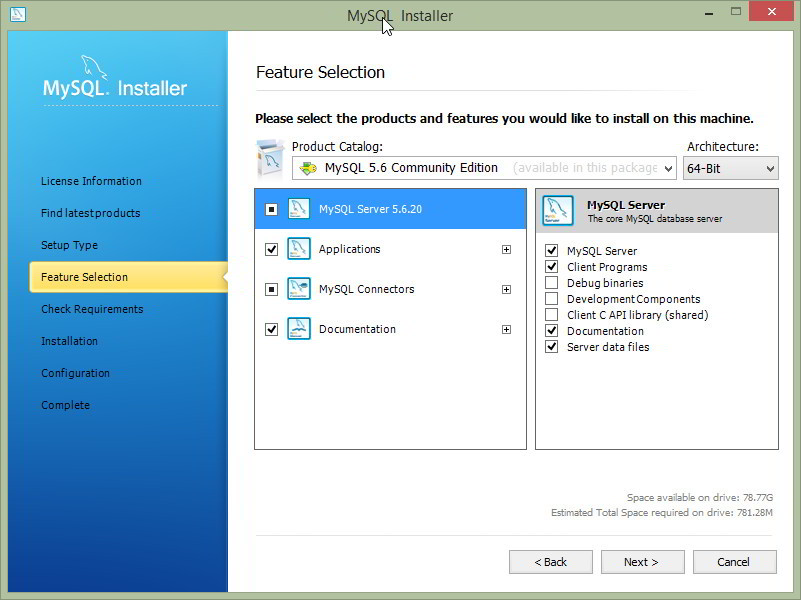 MySQL Installer
MySQL. Installer
License Information
Find latest products
Setup Type
Feature Selection
Check Requirements
Installation
Configuration
Complete
Feature Selection
Please select the products and features you would like to install on this machine.
Product Catalog:
Architecture:
MySQL 5.6 Community Edition (available in this package
64-Bit
MySQL Server 5.6.20
Applications
MySQL Connectors
Documentation
MySQL Server
The core MySQL database server
MySQL Server
Client Programs
Debug binaries
Development Components
Client C API library (shared)
Documentation
Server data files
Space available on drive: 78.77G
Estimated Total Space required on drive: 781.28M
< Back
Next >
Cancel